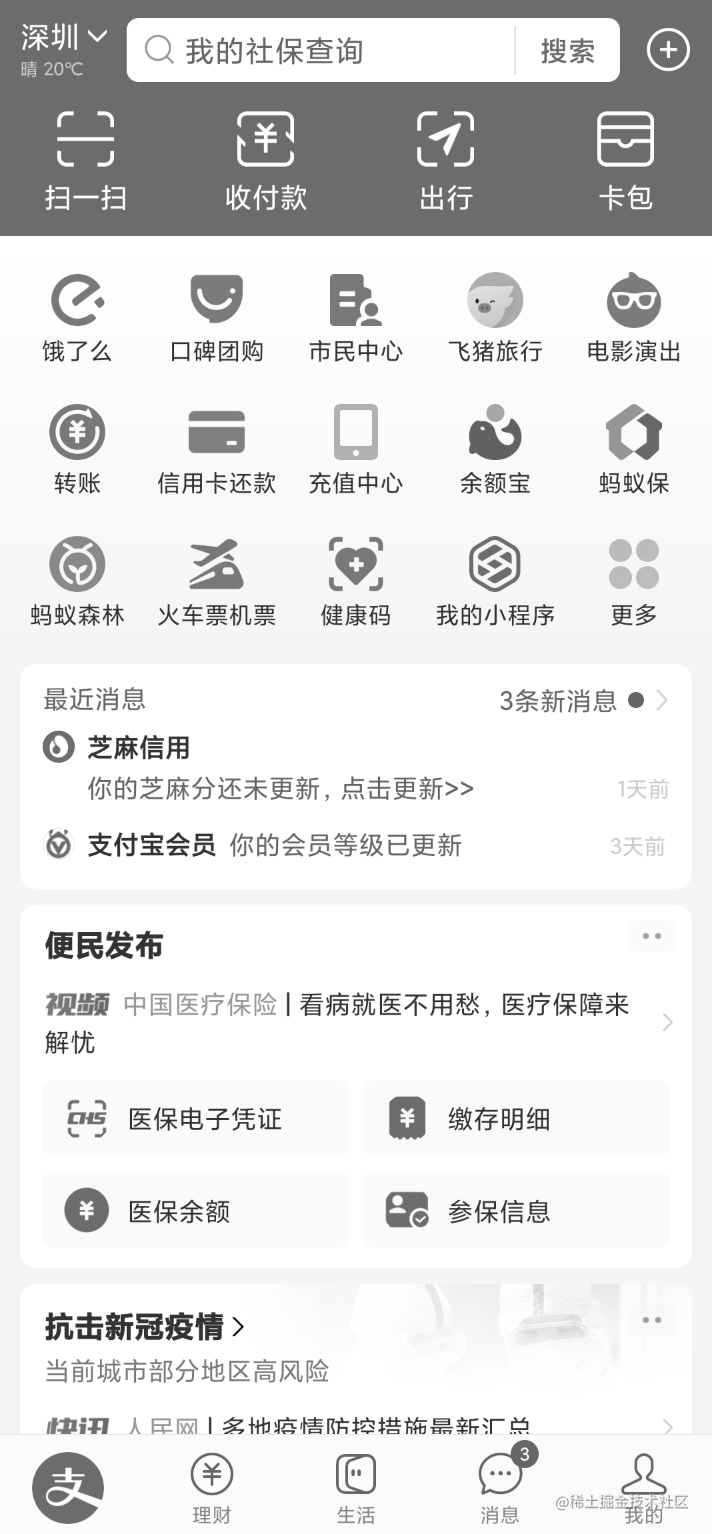 深圳
晴 20℃
我的社保查询
搜索
扫一扫
收付款
出行
卡包
饿了么
口碑团购
市民中心
飞猪旅行
电影演出
转账
信用卡还款
充值中心
余额宝
蚂蚁保
蚂蚁森林
火车票机票
健康码
我的小程序
更多
最近消息
3条新消息
芝麻信用
你的芝麻分还未更新，点击更新>>
1天前
支付宝会员 你的会员等级已更新
3天前
便民发布
视频 中国医疗保险 | 看病就医不用愁，医疗保障来
解忧
CHS 医保电子凭证
¥ 缴存明细
¥ 医保余额
参保信息
抗击新冠疫情
当前城市部分地区高风险
快讯 人民网 | 多地疫情防控措施最新汇总
支
理财
生活
3
消息
我的
@稀土掘金技术社区